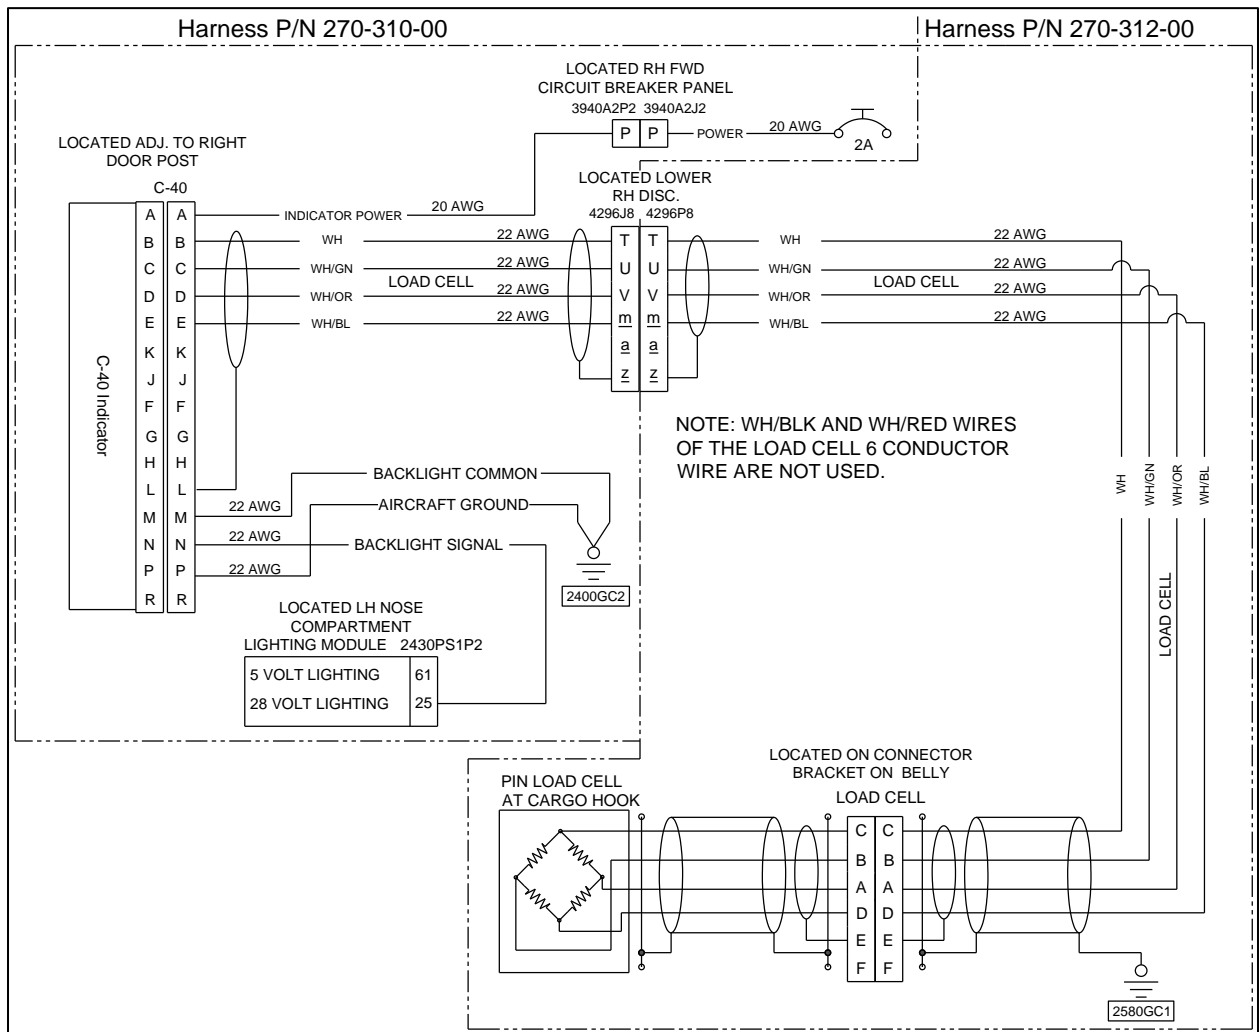 Harness P/N 270-310-00
Harness P/N 270-312-00
LOCATED RH FWD
CIRCUIT BREAKER PANEL
3940A2P2 3940A2J2
P P POWER 20 AWG
2A
LOCATED ADJ. TO RIGHT
DOOR POST
C-40
LOCATED LOWER
RH DISC.
4296J8 4296P8
A A INDICATOR POWER 20 AWG
B B WH 22 AWG T T WH 22 AWG
C C WH/GN 22 AWG U U WH/GN 22 AWG
LOAD CELL LOAD CELL
D D WH/OR 22 AWG V V WH/OR 22 AWG
E E WH/BL 22 AWG m m WH/BL 22 AWG
K K a a
J J z z
F F
G G
H H
L L
M M 22 AWG BACKLIGHT COMMON
AIRCRAFT GROUND
N N 22 AWG BACKLIGHT SIGNAL
P P 22 AWG
R R
C-40 Indicator
2400GC2
NOTE: WH/BLK AND WH/RED WIRES
OF THE LOAD CELL 6 CONDUCTOR
WIRE ARE NOT USED.
WH
WH/GN
WH/OR
WH/BL
LOAD CELL
LOCATED LH NOSE
COMPARTMENT
LIGHTING MODULE 2430PS1P2
5 VOLT LIGHTING 61
28 VOLT LIGHTING 25
LOCATED ON CONNECTOR
BRACKET ON BELLY
LOAD CELL
PIN LOAD CELL
AT CARGO HOOK
C C
B B
A A
D D
E E
F F
2580GC1